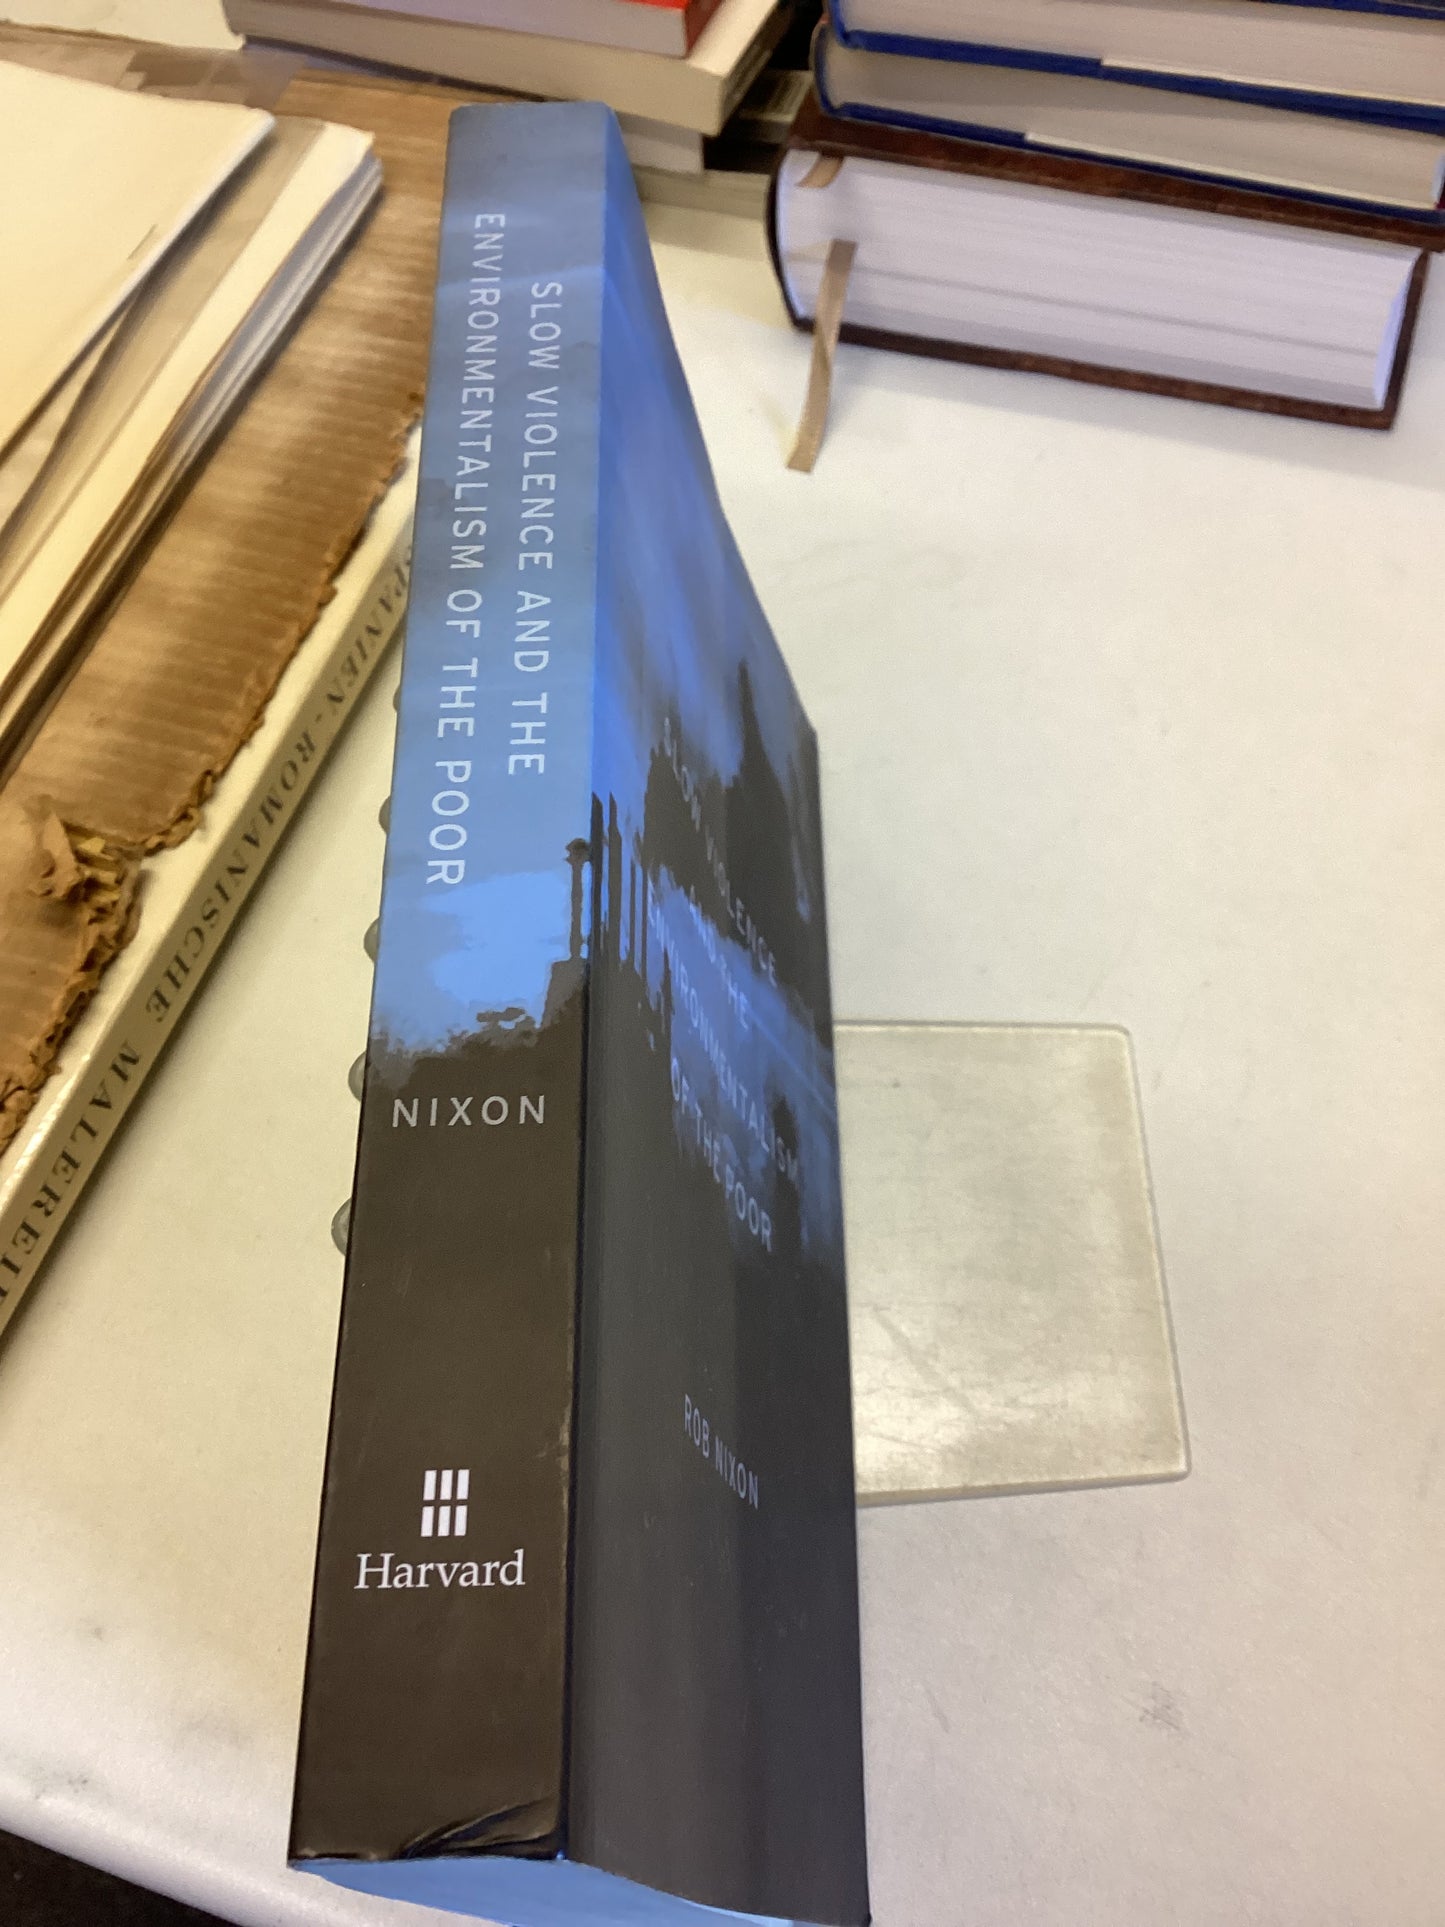 SLOW VIOLENCE AND THE
ENVIRONMENTALISM OF THE POOR
NIXON
Harvard
SLOW VIOLENCE
AND THE
ENVIRONMENTALISM
OF THE POOR
ROB NIXON
SPANIEN - ROMANISCHE MALEREI